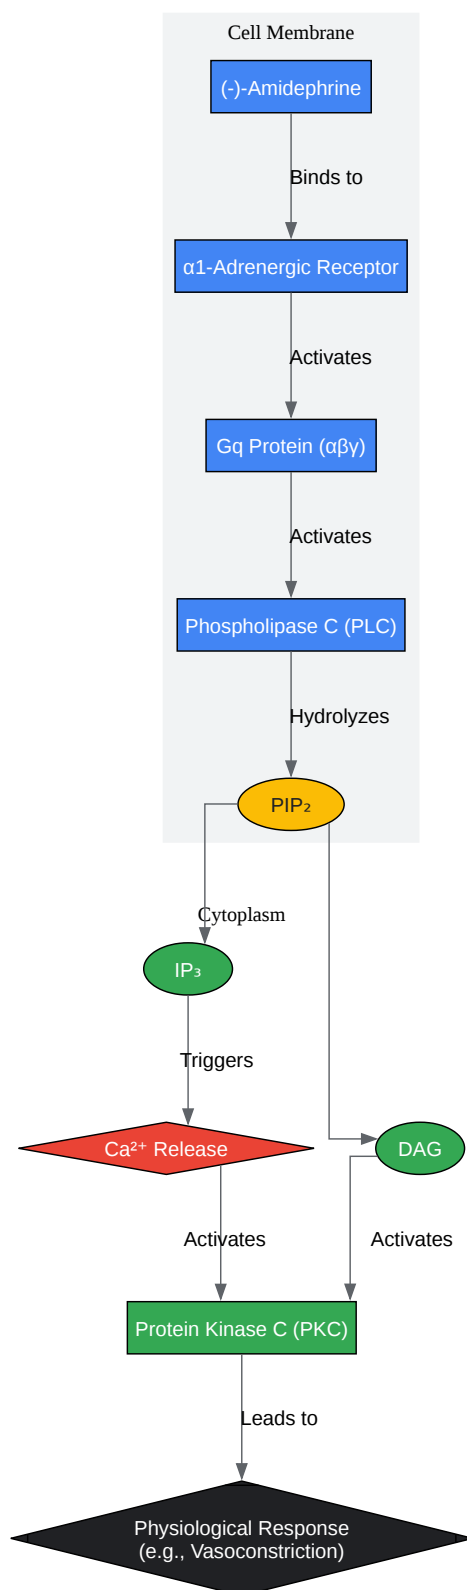 Cell Membrane
(-)-Amidephrine
Binds to
α1-Adrenergic Receptor
Activates
Gq Protein (αβγ)
Activates
Phospholipase C (PLC)
Hydrolyzes
PIP₂
Cytoplasm
IP₃
Triggers
Ca²⁺ Release
DAG
Activates
Activates
Protein Kinase C (PKC)
Leads to
Physiological Response
(e.g., Vasoconstriction)